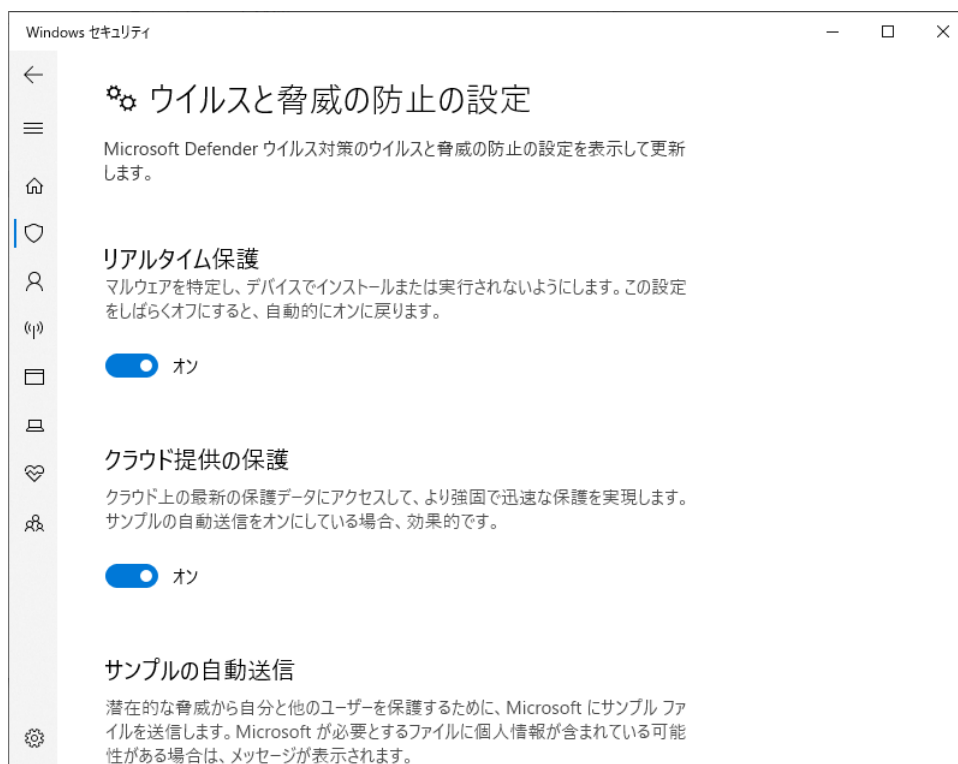 Windows セキュリティ
ウイルスと脅威の防止の設定
Microsoft Defender ウイルス対策のウイルスと脅威の防止の設定を表示して更新
します。
リアルタイム保護
マルウェアを特定し、デバイスでインストールまたは実行されないようにします。この設定
をしばらくオフにすると、自動的にオンに戻ります。
オン
クラウド提供の保護
クラウド上の最新の保護データにアクセスして、より強固で迅速な保護を実現します。
サンプルの自動送信をオンにしている場合、効果的です。
オン
サンプルの自動送信
潜在的な脅威から自分と他のユーザーを保護するために、Microsoft にサンプル ファ
イルを送信します。Microsoft が必要とするファイルに個人情報が含まれている可能
性がある場合は、メッセージが表示されます。